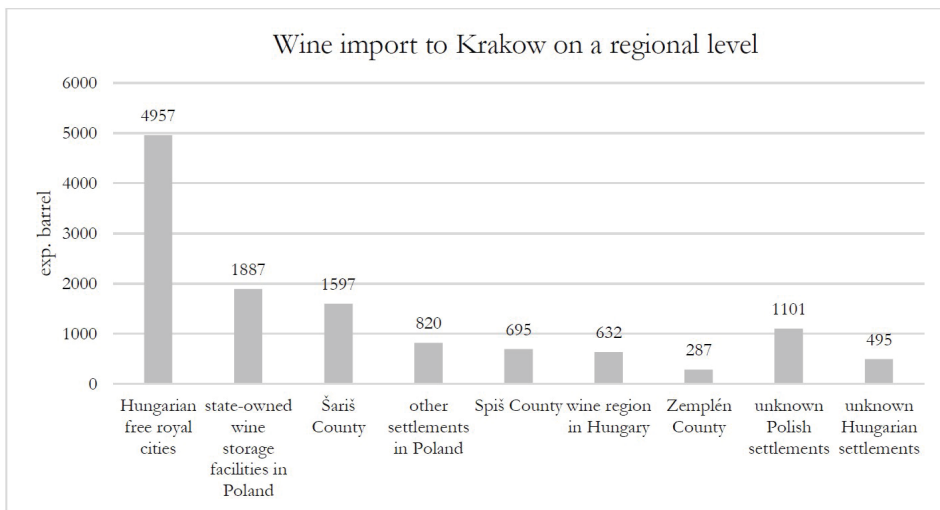 Wine import to Krakow on a regional level
exp. barrel
6000
5000
4000
3000
2000
1000
0
4957
1887
1597
820
695
632
287
1101
495
Hungarian
free royal
cities
state-owned
wine
storage
facilities in
Poland
Šariš
County
other
settlements
in Poland
Spiš County
wine region
in Hungary
Zemplén
County
unknown
Polish
settlements
unknown
Hungarian
settlements